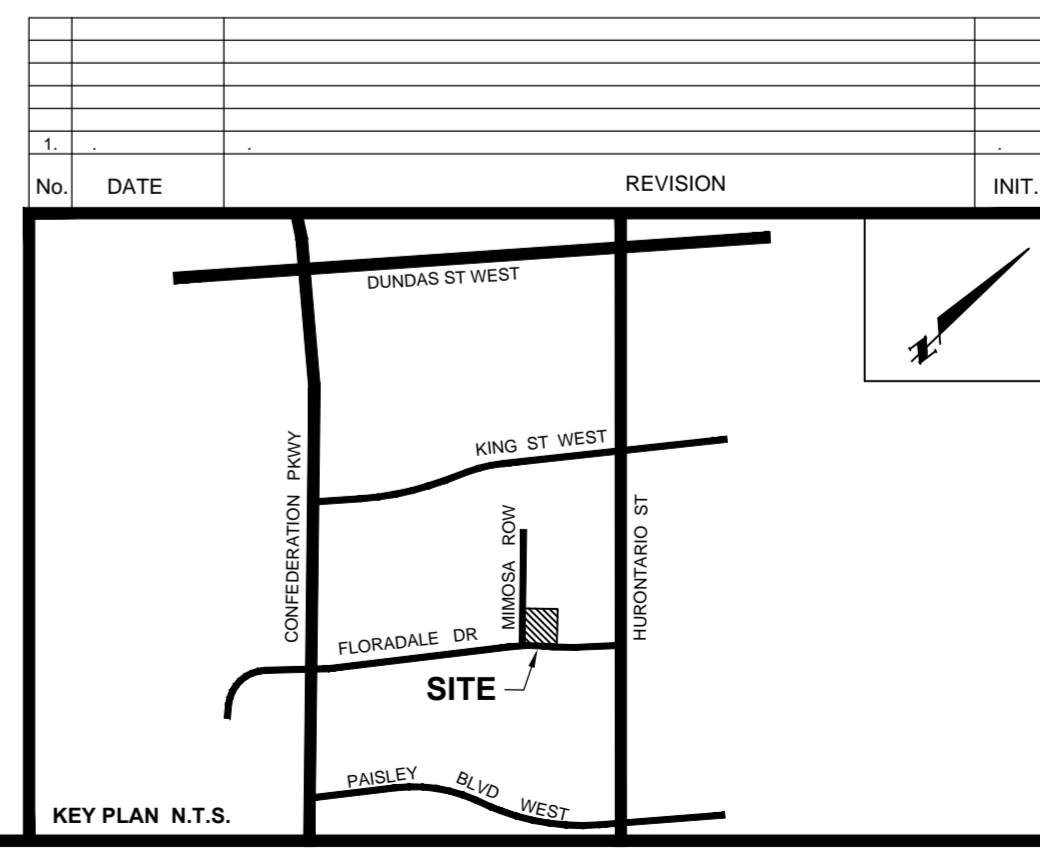 1. . . .
No. DATE REVISION INIT.
DUNDAS ST WEST
N
KING ST WEST
CONFEDERATION PKWY
MIMOSA ROW
HURONTARIO ST
FLORADALE DR
SITE
PAISLEY BLVD WEST
KEY PLAN N.T.S.